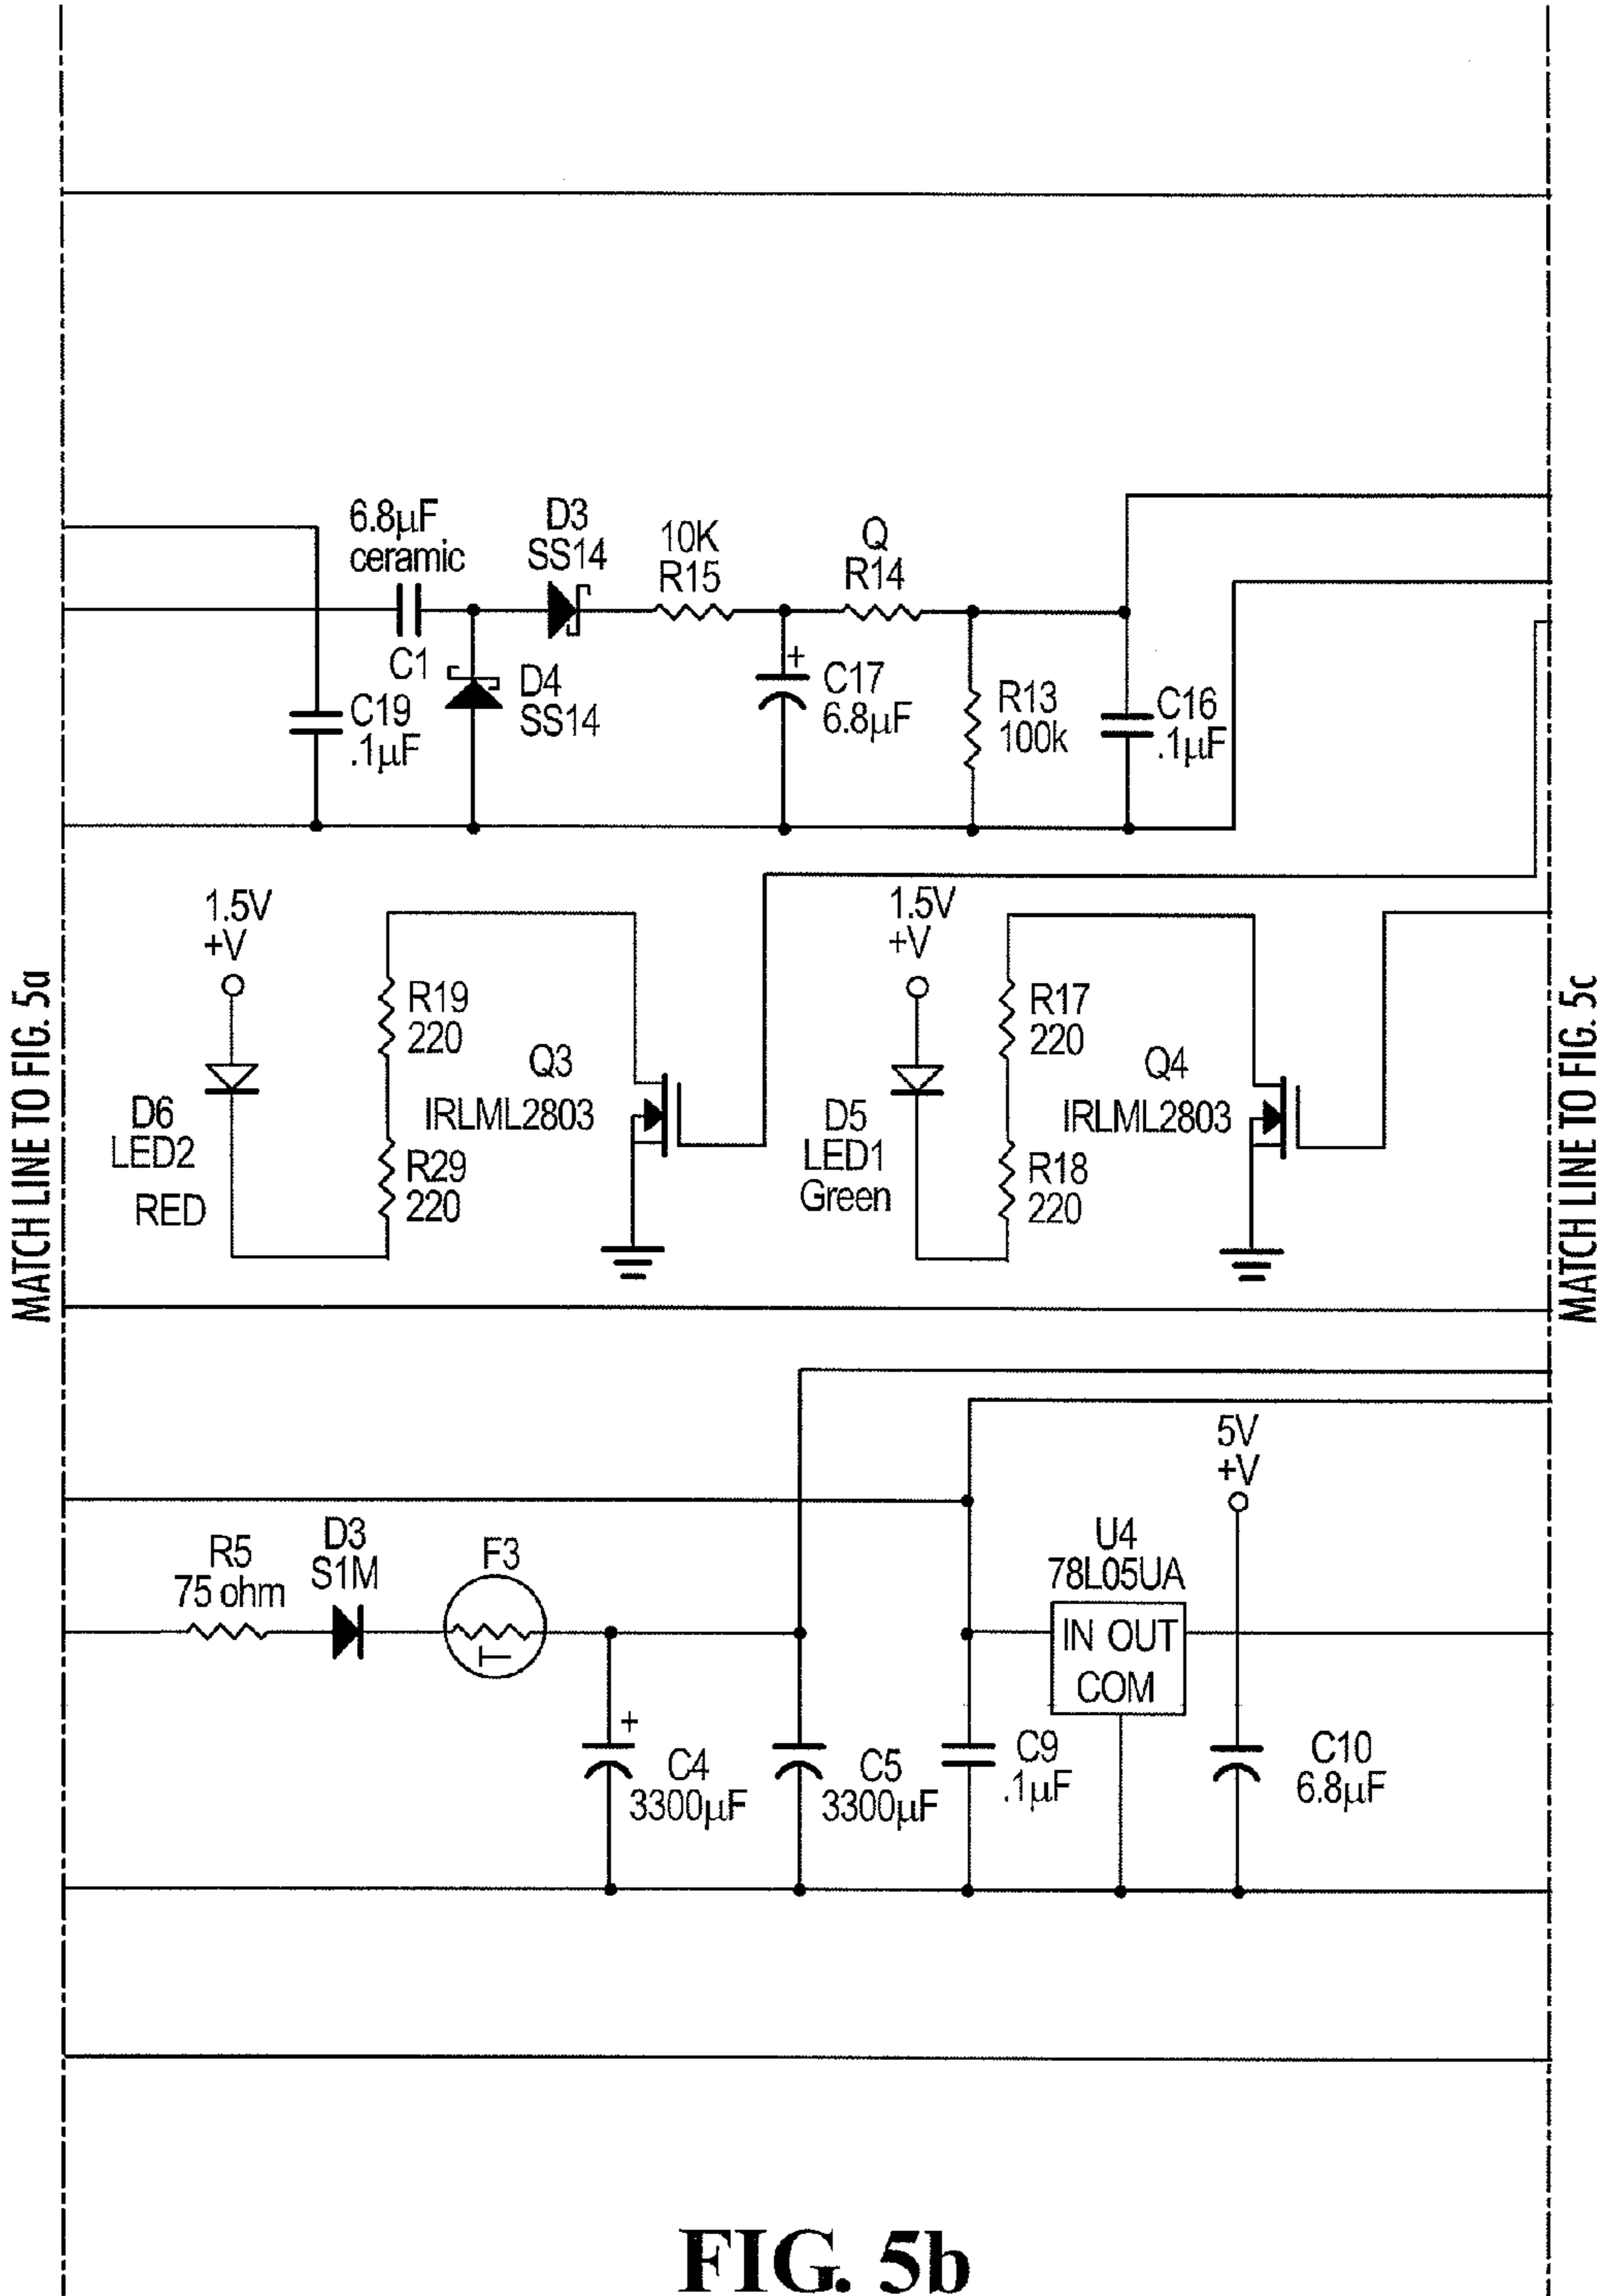 6.8µF
ceramic
C1
D3
SS14
10K
R15
Q
R14
C19
.1µF
D4
SS14
+
C17
6.8µF
R13
100k
C16
.1µF
1.5V
+V
D6
LED2
RED
R19
220
R29
220
Q3
IRLML2803
1.5V
+V
D5
LED1
Green
R17
220
R18
220
Q4
IRLML2803
MATCH LINE TO FIG. 5a
MATCH LINE TO FIG. 5c
R5
75 ohm
D3
S1M
F3
T
+
C4
3300µF
C5
3300µF
C9
.1µF
U4
78L05UA
IN OUT
COM
5V
+V
C10
6.8µF
FIG. 5b